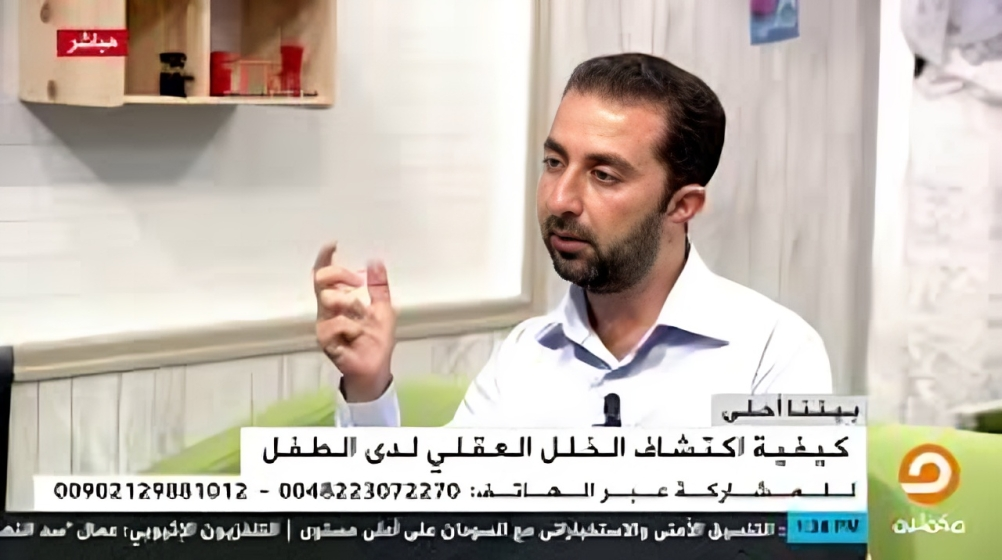 مباشر
بيتنا أحلى
كيفية اكتشاف الخلل العقلي لدى الطفل
للمشاركة عبر الهاتف: 0048223072270 - 00902129881012
التنسيق الأمني والاستخباراتي مع السودان على أعلى مستوى | التلفزيون الإثيوبي: عمال "سد النهضة
مكملين